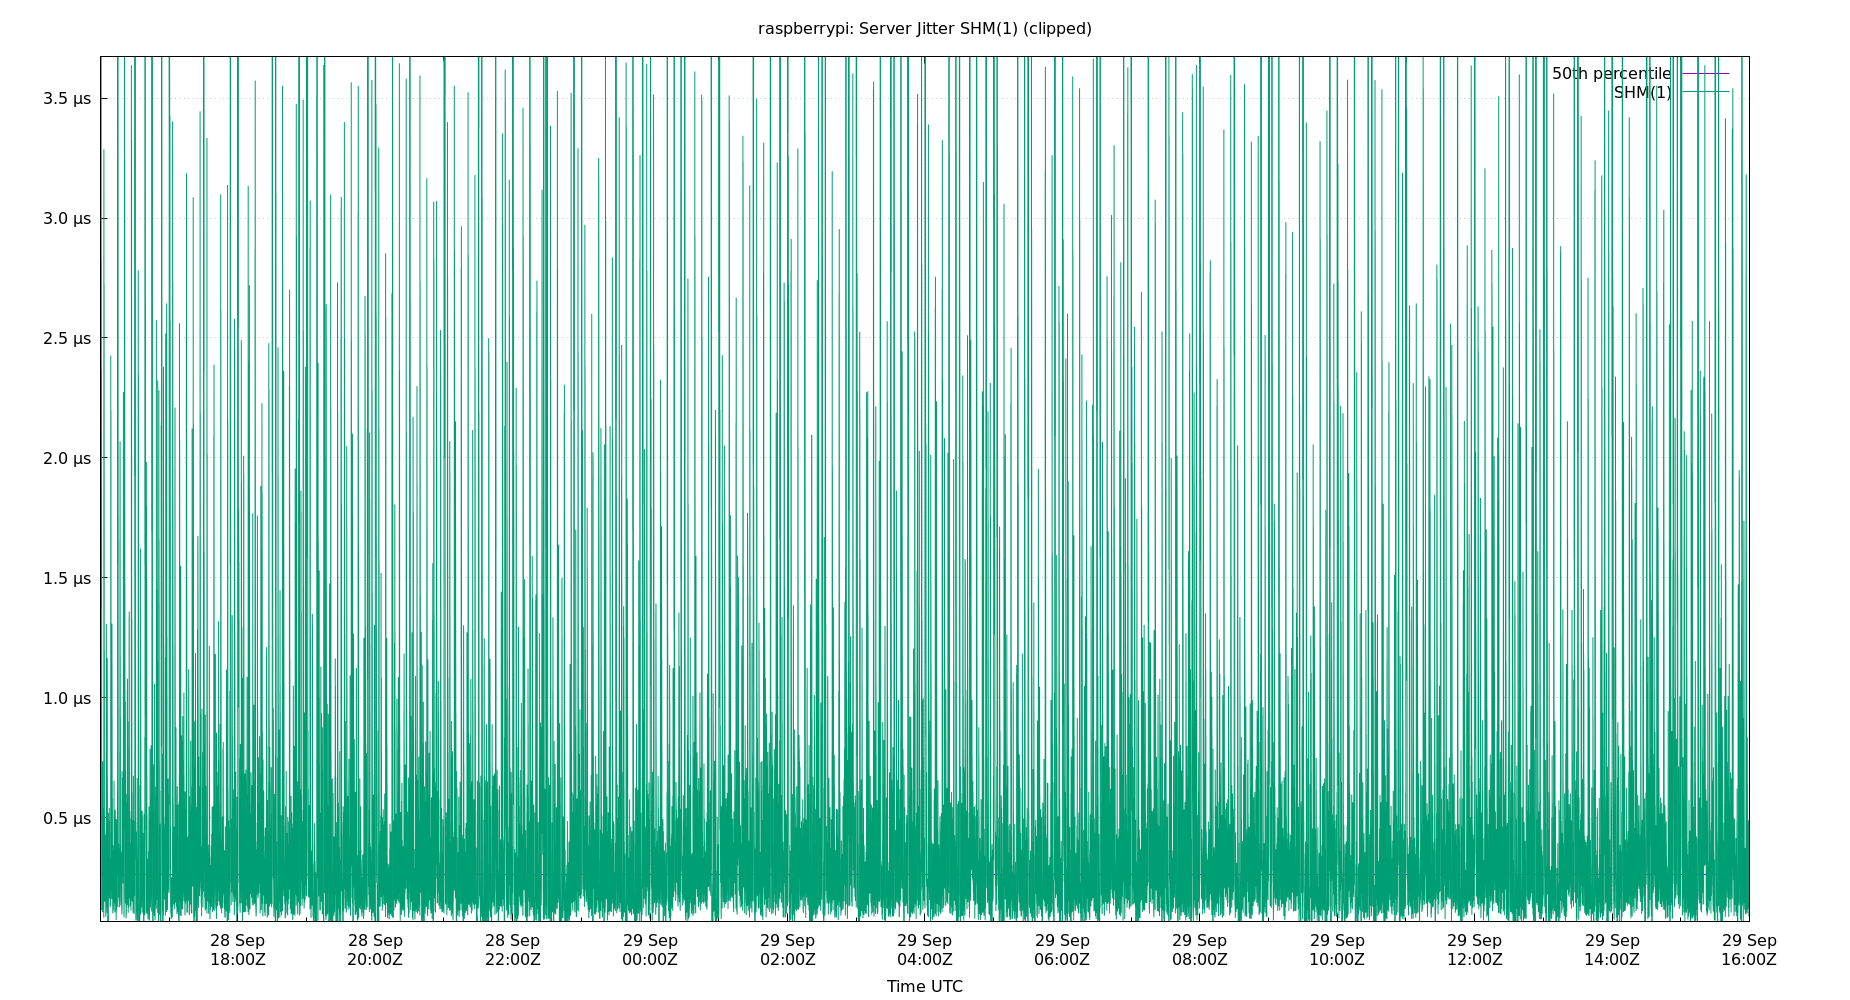 raspberrypi: Server Jitter SHM(1) (clipped)
50th percentile
SHM(1)
3.5 µs
3.0 µs
2.5 µs
2.0 µs
1.5 µs
1.0 µs
0.5 µs
28 Sep 28 Sep 28 Sep 29 Sep 29 Sep 29 Sep 29 Sep 29 Sep 29 Sep 29 Sep 29 Sep 29 Sep
18:00Z 20:00Z 22:00Z 00:00Z 02:00Z 04:00Z 06:00Z 08:00Z 10:00Z 12:00Z 14:00Z 16:00Z
Time UTC